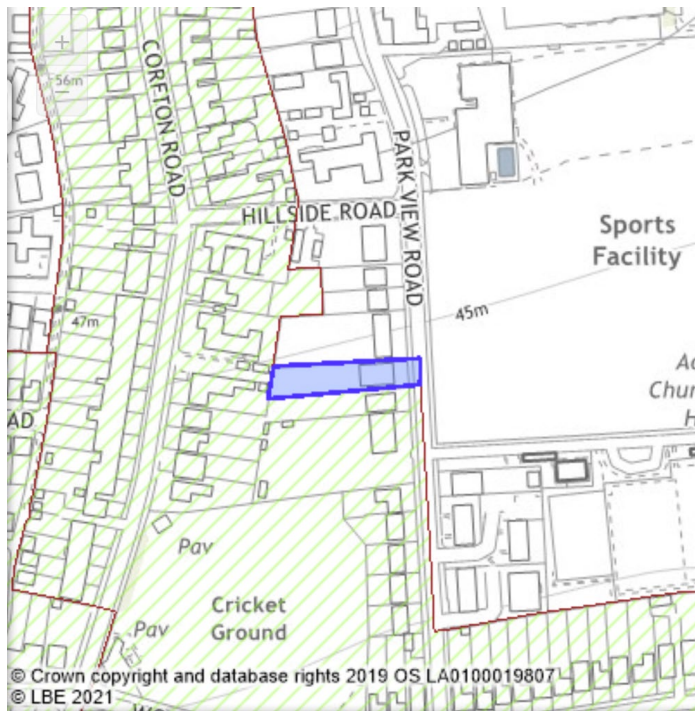 56m
CORETON ROAD
PARK VIEW ROAD
HILLSIDE ROAD
Sports
Facility
45m
47m
AD
Pav
Cricket
Ground
Pav
© Crown copyright and database rights 2019 OS LA0100019807
© LBE 2021